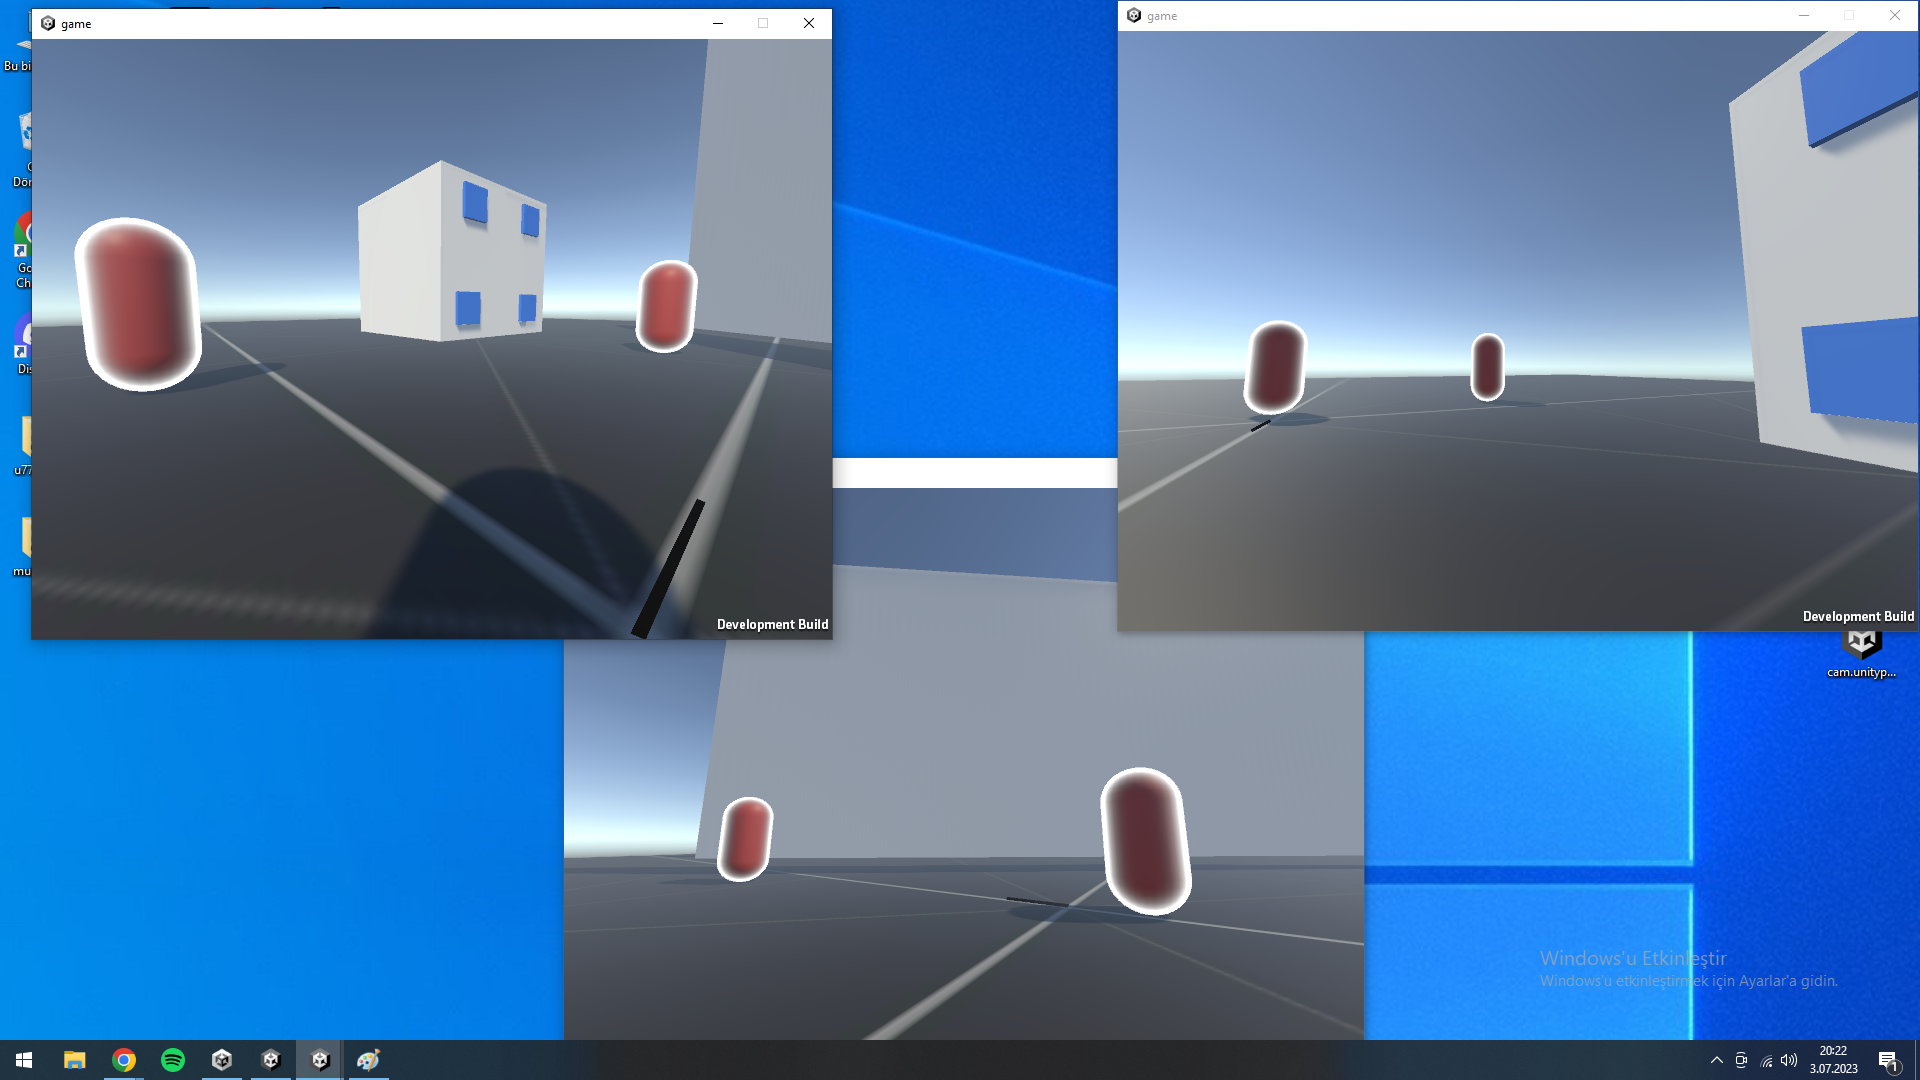 game
game
Bu bi
Dör
Go
Ch
Dis
u77
mu
Development Build
Development Build
cam.unityp...
Windows'u Etkinleştir
Windows'u etkinleştirmek için Ayarlar'a gidin.
20:22
3.07.2023
1